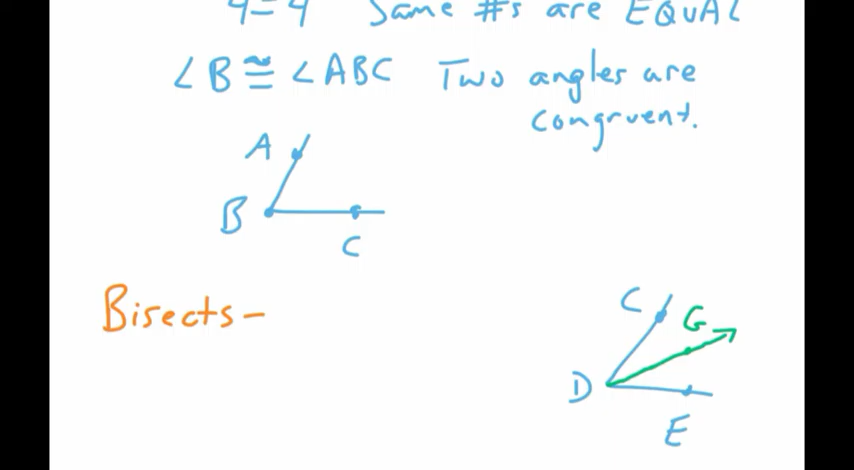 4=4 Same #s are EQUAL
∠B ≅ ∠ABC Two angles are
congruent.
A
B
C
Bisects-
C
G
D
E